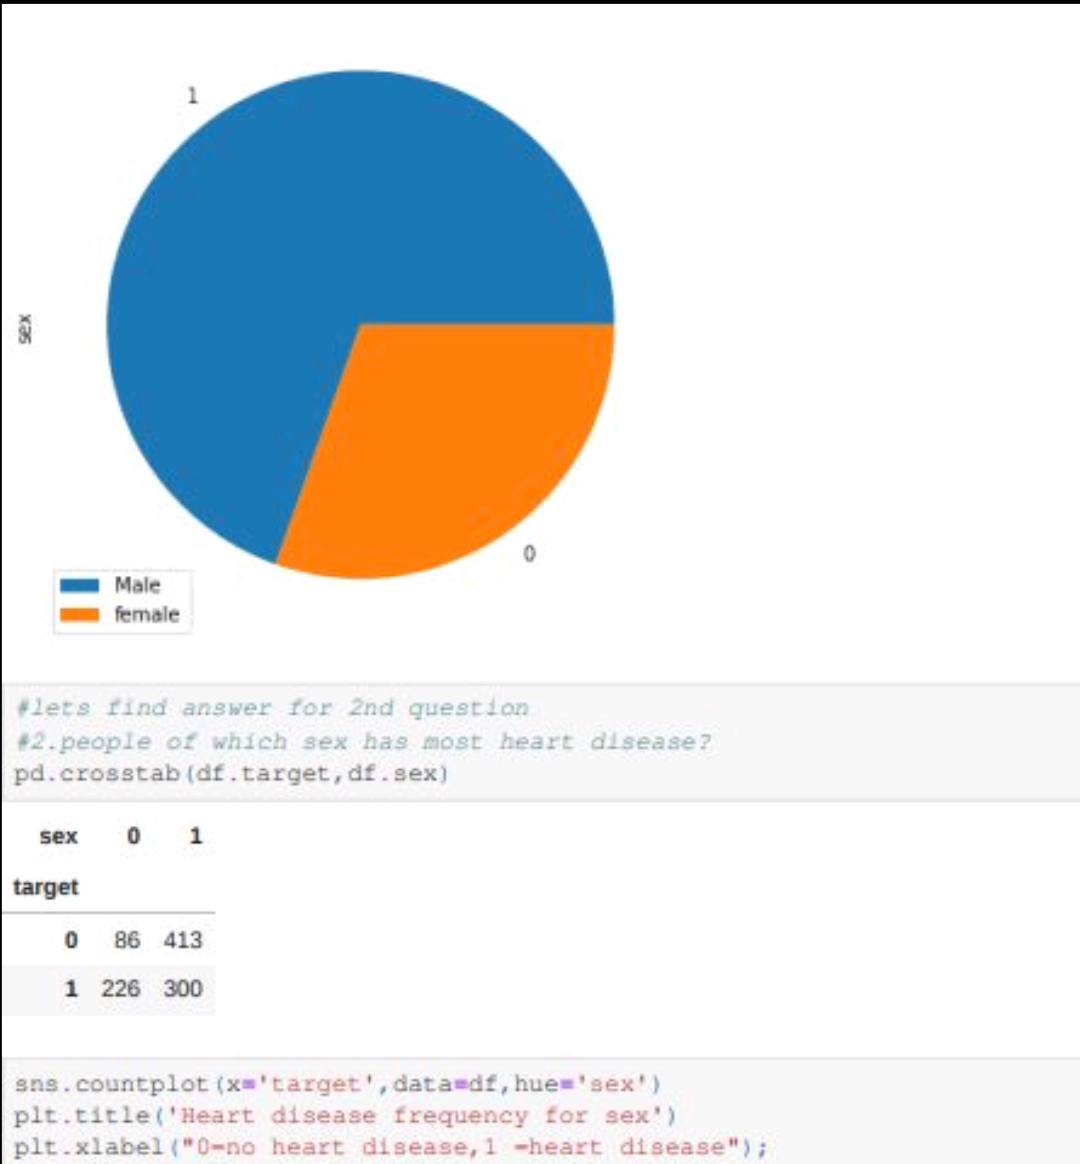 1
sex
0
Male
female
#lets find answer for 2nd question
#2.people of which sex has most heart disease?
pd.crosstab(df.target,df.sex)
sex 0 1
target
0 86 413
1 226 300
sns.countplot(x='target',data=df,hue='sex')
plt.title('Heart disease frequency for sex')
plt.xlabel("0=no heart disease,1 =heart disease");